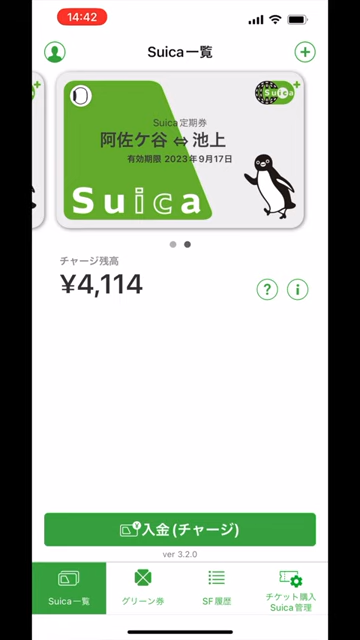 14:42
Suica一覧
Suica
Suica定期券
阿佐ケ谷 ⇔ 池上
有効期限 2023年9月17日
Suica
チャージ残高
¥4,114
?
i
入金(チャージ)
ver 3.2.0
Suica一覧
グリーン券
SF履歴
チケット購入
Suica管理